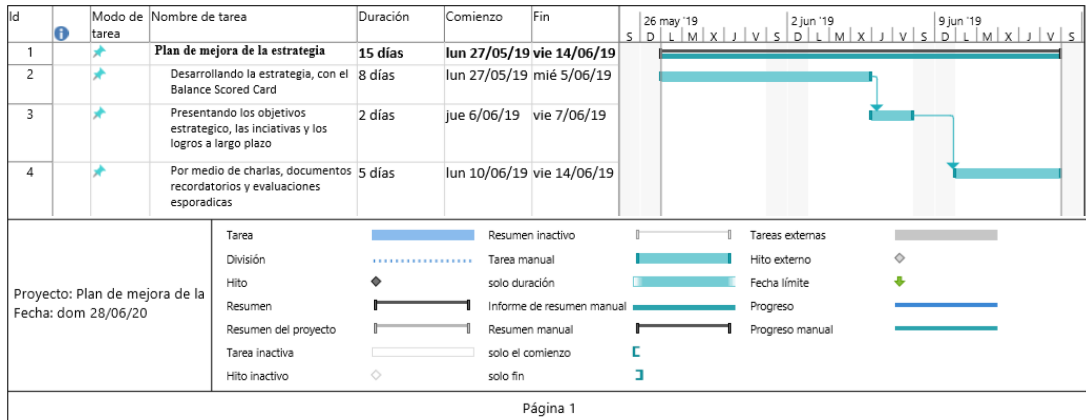 Id
Modo de tarea
Nombre de tarea
Duración
Comienzo
Fin
26 may '19
2 jun '19
9 jun '19
S D L M X J V S D L M X J V S D L M X J V S
1 Plan de mejora de la estrategia 15 días lun 27/05/19 vie 14/06/19
2 Desarrollando la estrategia, con el 8 días lun 27/05/19 mié 5/06/19
Balance Scored Card
3 Presentando los objetivos 2 días jue 6/06/19 vie 7/06/19
estrategico, las inciativas y los
logros a largo plazo
4 Por medio de charlas, documentos 5 días lun 10/06/19 vie 14/06/19
recordatorios y evaluaciones
esporadicas
Proyecto: Plan de mejora de la
Fecha: dom 28/06/20
Tarea
División
Hito
Resumen
Resumen del proyecto
Tarea inactiva
Hito inactivo
Resumen inactivo
Tarea manual
solo duración
Informe de resumen manual
Resumen manual
solo el comienzo
solo fin
Tareas externas
Hito externo
Fecha límite
Progreso
Progreso manual
Página 1